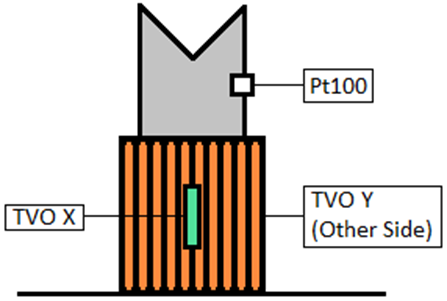 Pt100
TVO X
TVO Y
(Other Side)